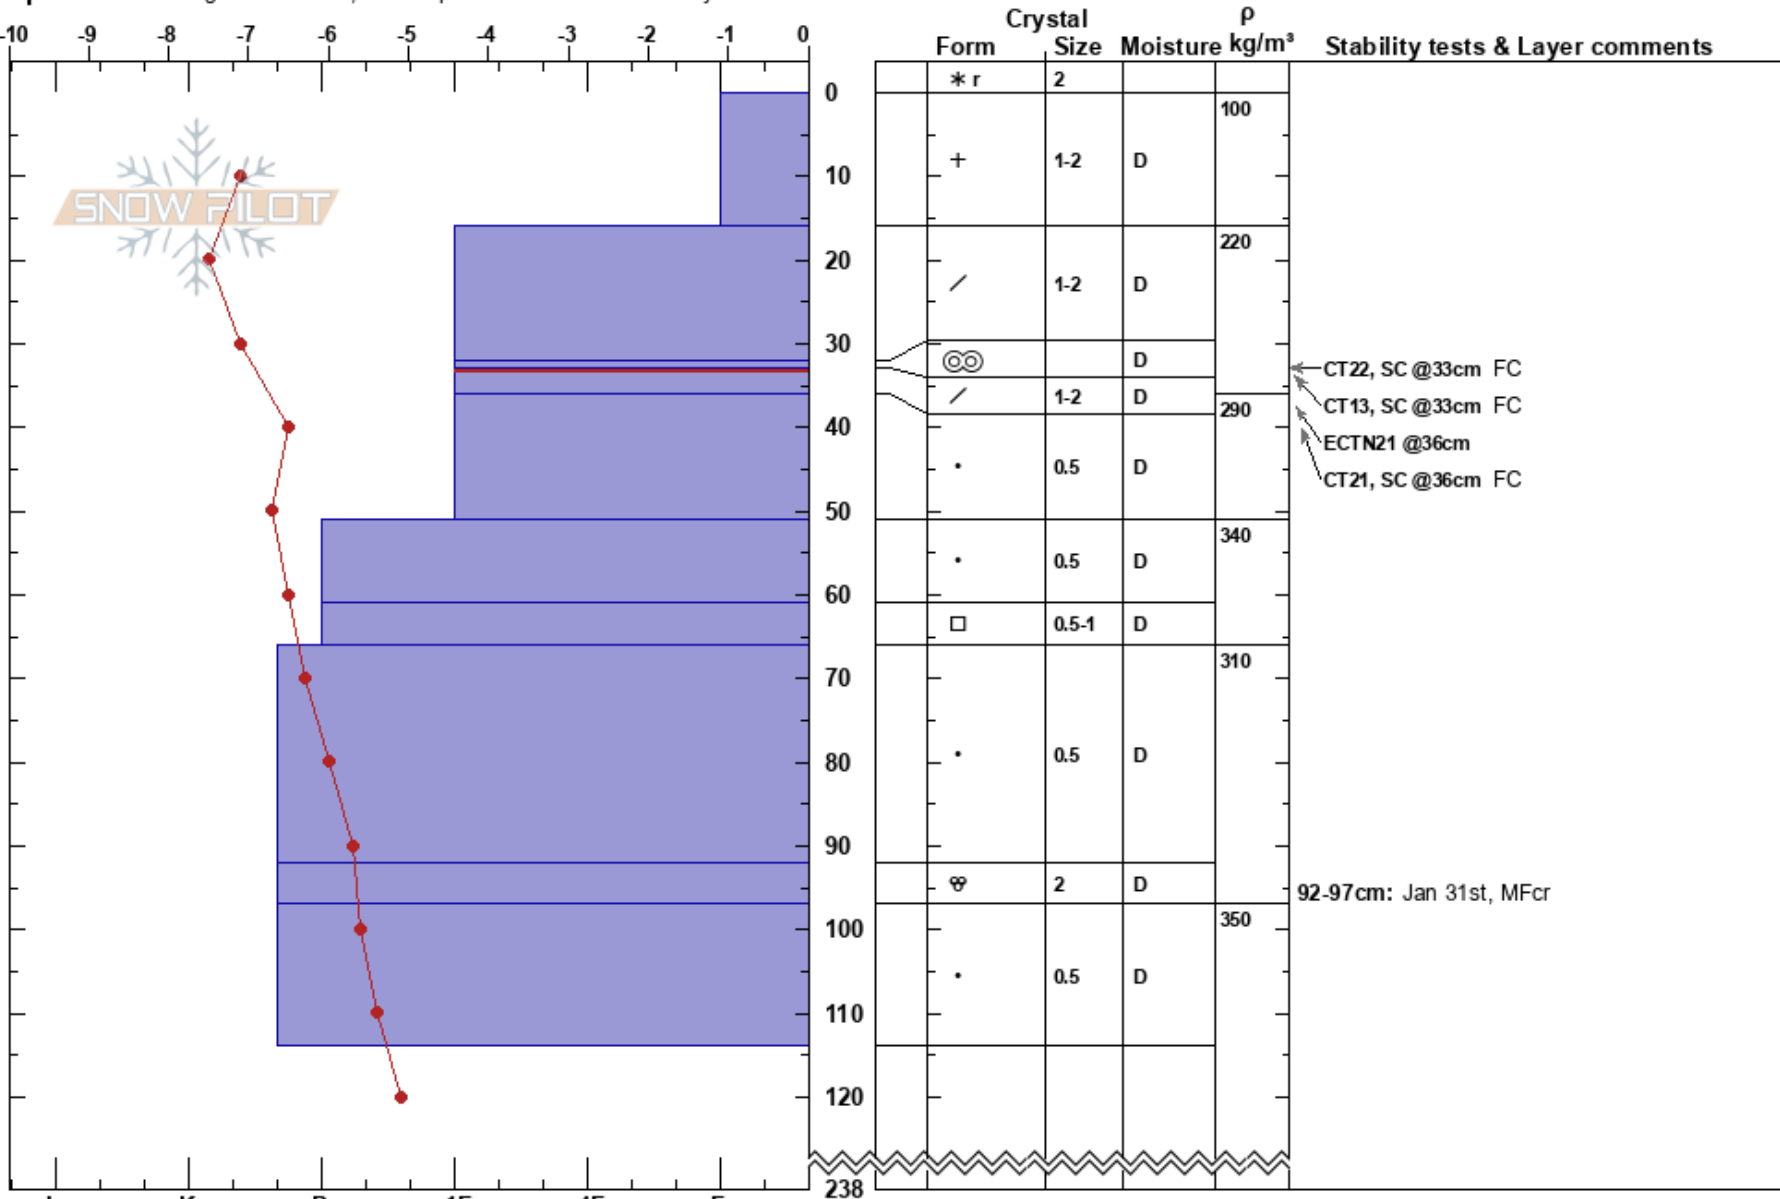 Crystal ρ
-10 -9 -8 -7 -6 -5 -4 -3 -2 -1 0 Form Size Moisture kg/m³ Stability tests & Layer comments
r 2
0
100
+ 1-2 D
10
SNOW PILOT
220
20
1-2 D
30
D
CT22, SC @33cm FC
1-2 D
CT13, SC @33cm FC
290
40
ECTN21 @36cm
0.5 D
CT21, SC @36cm FC
50
340
0.5 D
60
0.5-1 D
310
70
0.5 D
80
90
2 D
92-97cm: Jan 31st, MFcr
350
100
0.5 D
110
120
238